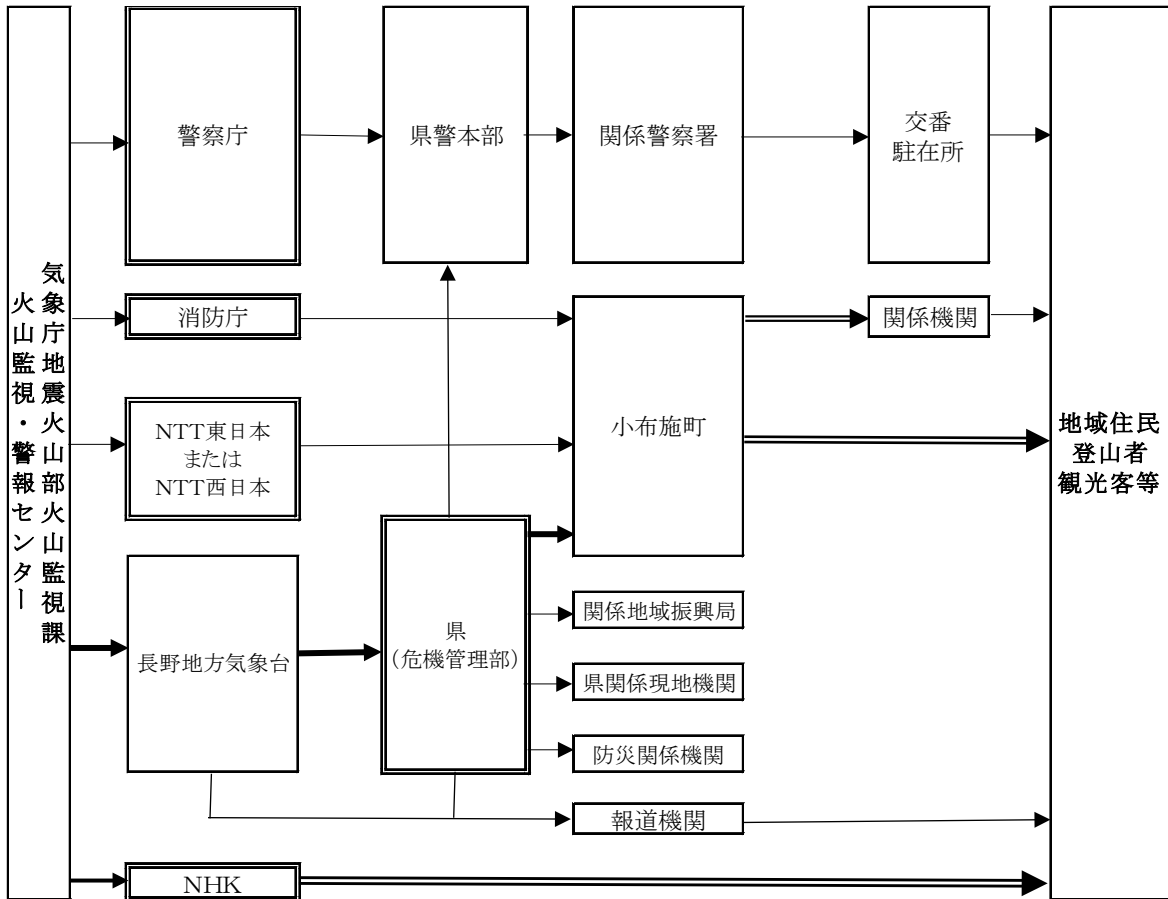 気象庁地震火山部火山監視課
火山監視・警報センター
警察庁
県警本部
関係警察署
交番
駐在所
消防庁
関係機関
NTT東日本
または
NTT西日本
小布施町
地域住民
登山者
観光客等
長野地方気象台
県
(危機管理部)
関係地域振興局
県関係現地機関
防災関係機関
報道機関
NHK